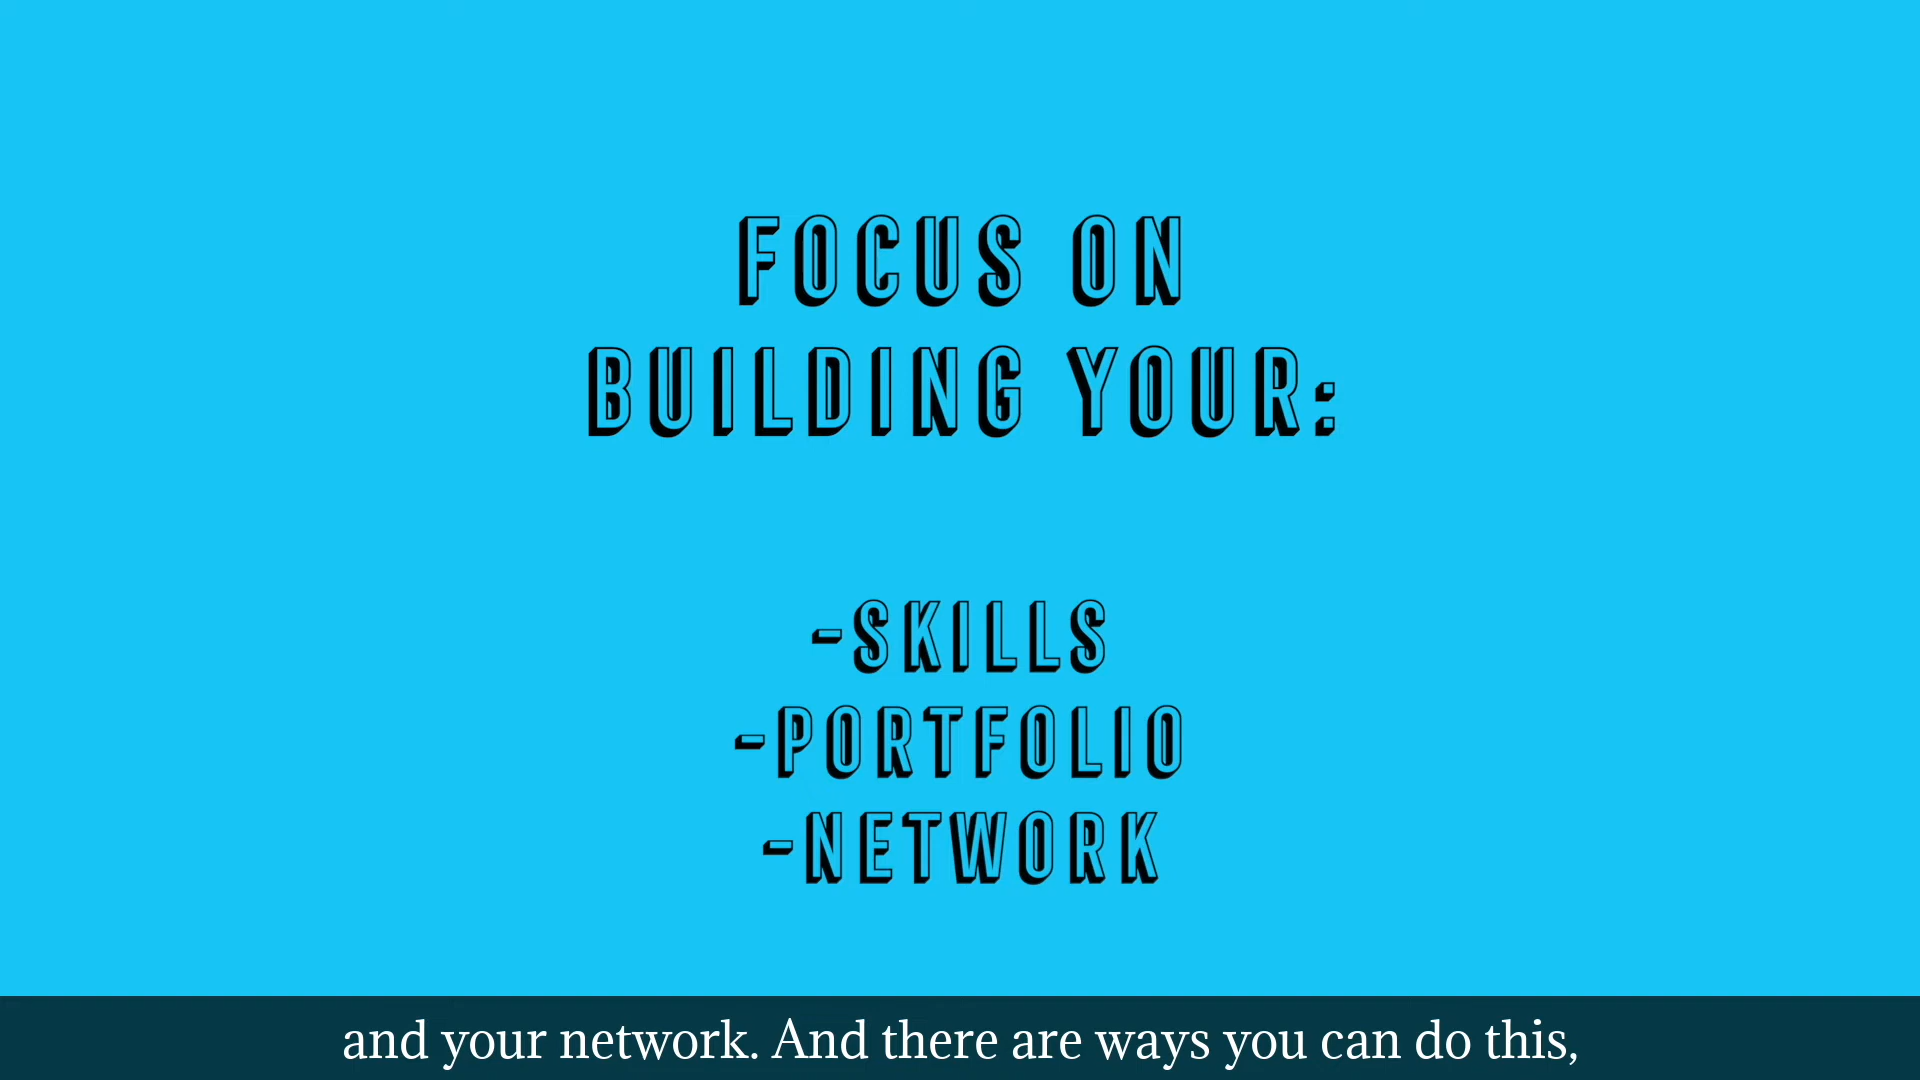 FOCUS ON
BUILDING YOUR:
-SKILLS
-PORTFOLIO
-NETWORK
and your network. And there are ways you can do this,